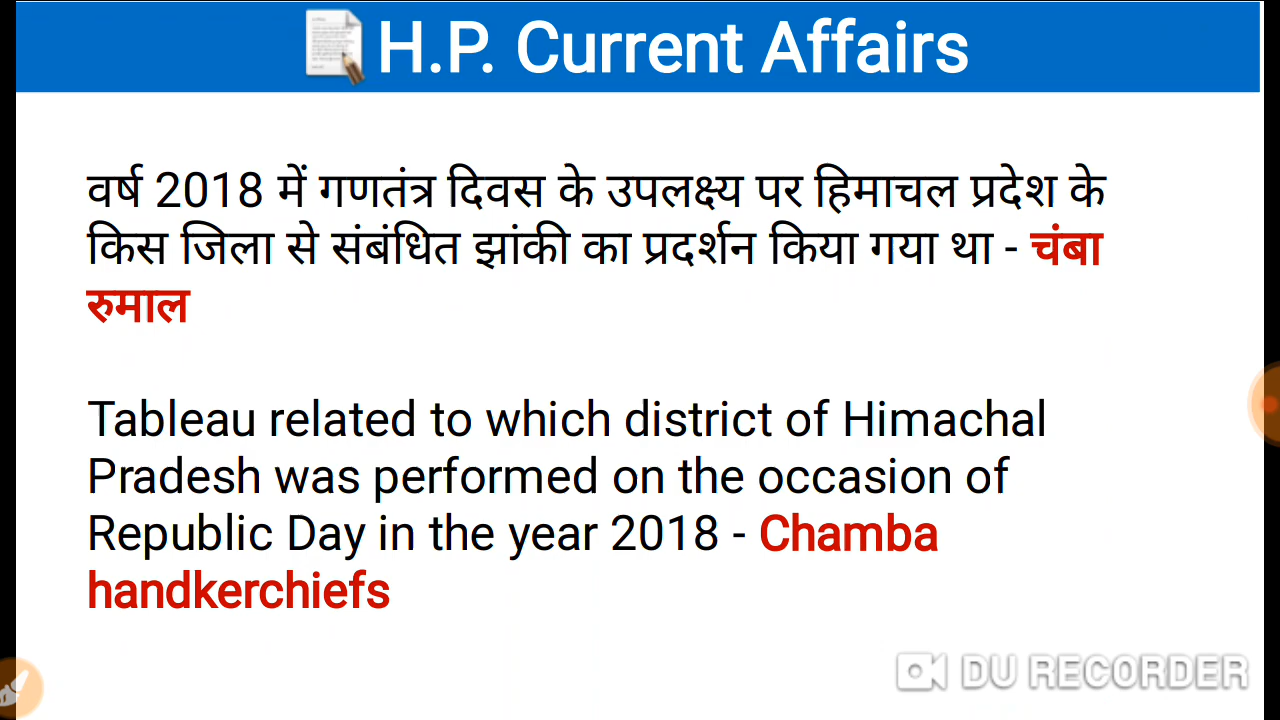 H.P. Current Affairs
वर्ष 2018 में गणतंत्र दिवस के उपलक्ष्य पर हिमाचल प्रदेश के
किस जिला से संबंधित झांकी का प्रदर्शन किया गया था - चंबा
रुमाल
Tableau related to which district of Himachal
Pradesh was performed on the occasion of
Republic Day in the year 2018 - Chamba
handkerchiefs
DU RECORDER